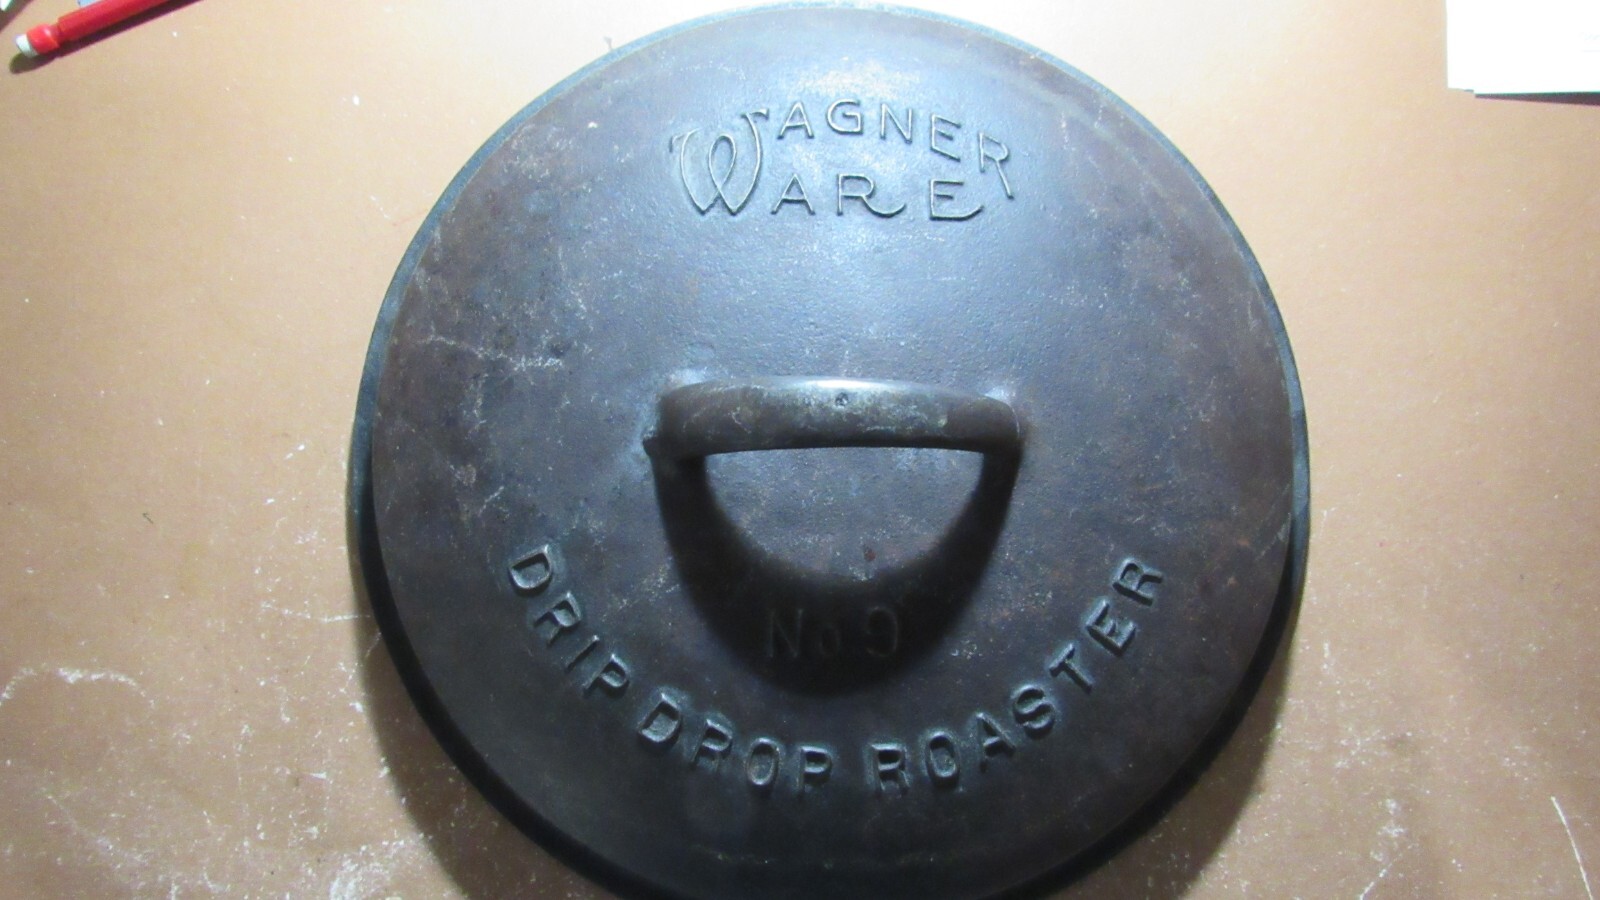 WAGNER
WARE
No 9
DRIP DROP ROASTER